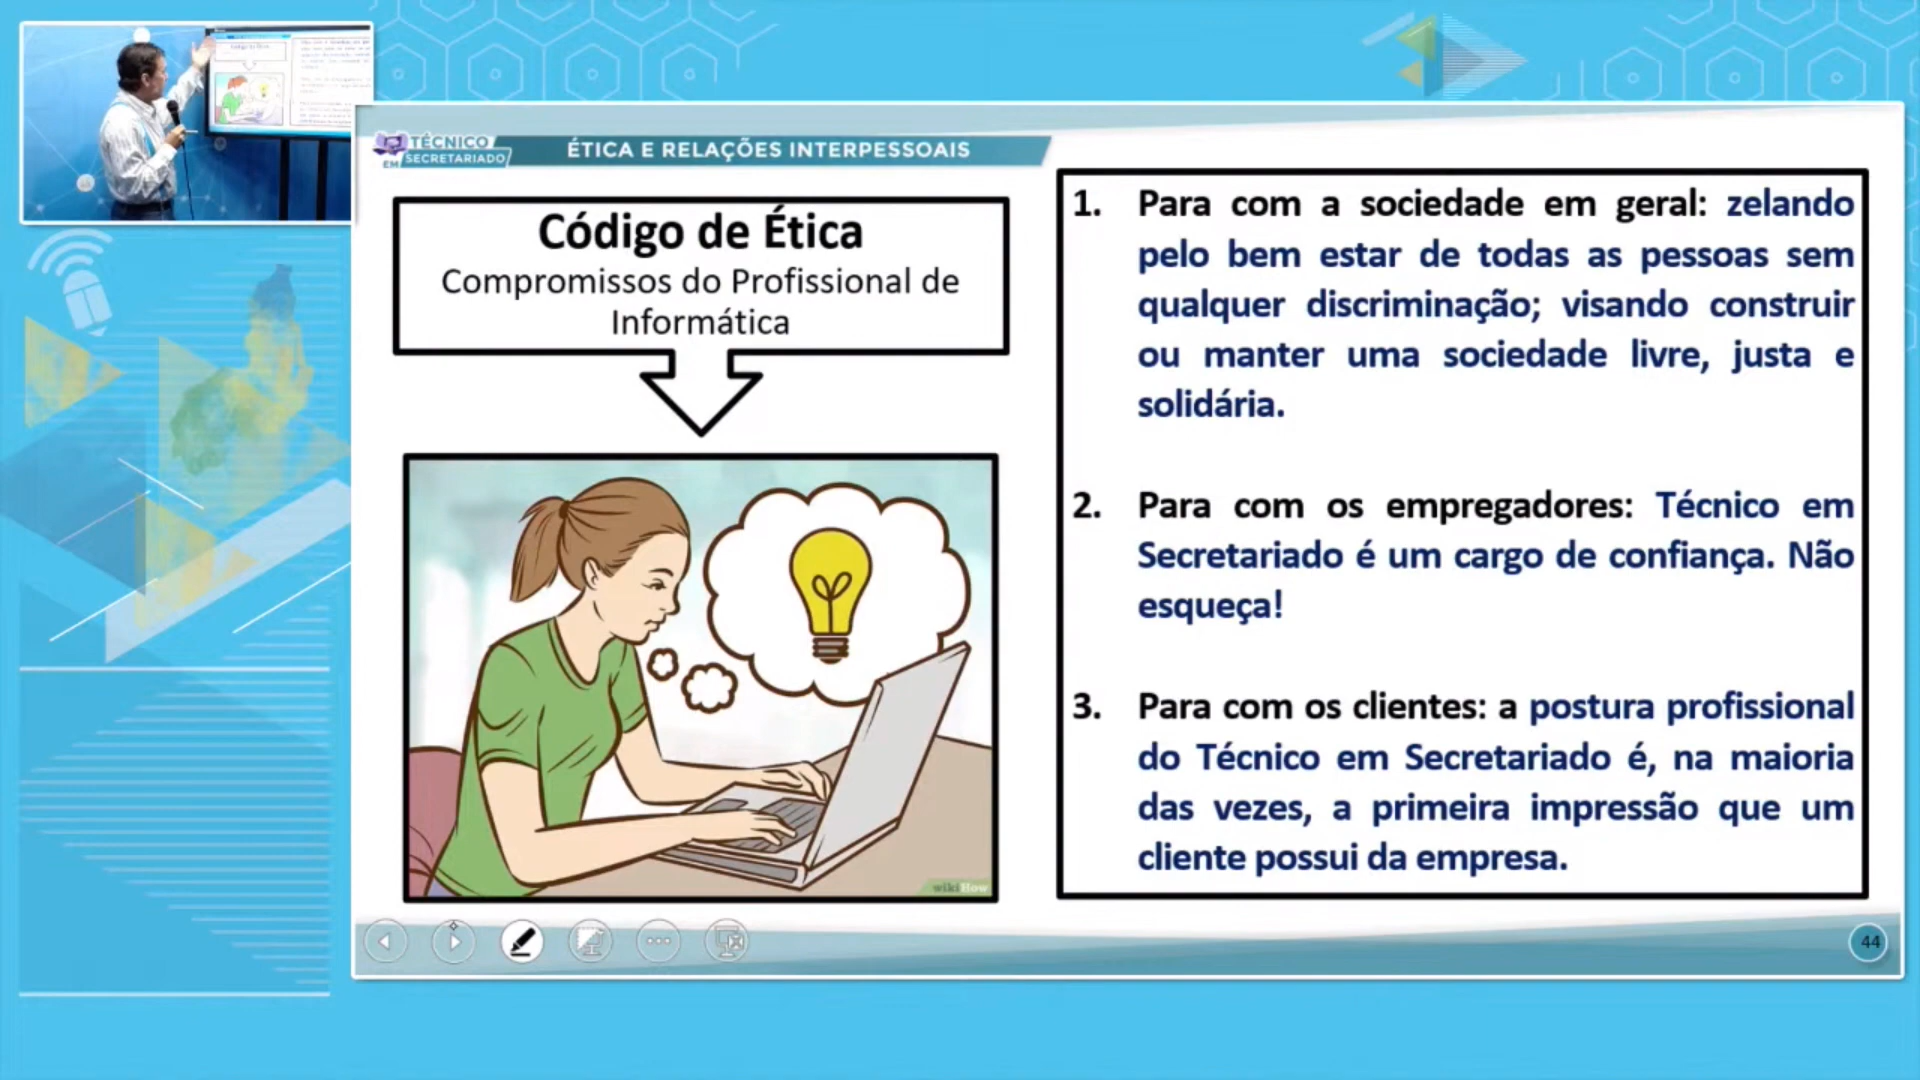 TÉCNICO
EM SECRETARIADO
ÉTICA E RELAÇÕES INTERPESSOAIS
Código de Ética
Compromissos do Profissional de
Informática
wikiHow
1. Para com a sociedade em geral: zelando
pelo bem estar de todas as pessoas sem
qualquer discriminação; visando construir
ou manter uma sociedade livre, justa e
solidária.
2. Para com os empregadores: Técnico em
Secretariado é um cargo de confiança. Não
esqueça!
3. Para com os clientes: a postura profissional
do Técnico em Secretariado é, na maioria
das vezes, a primeira impressão que um
cliente possui da empresa.
44